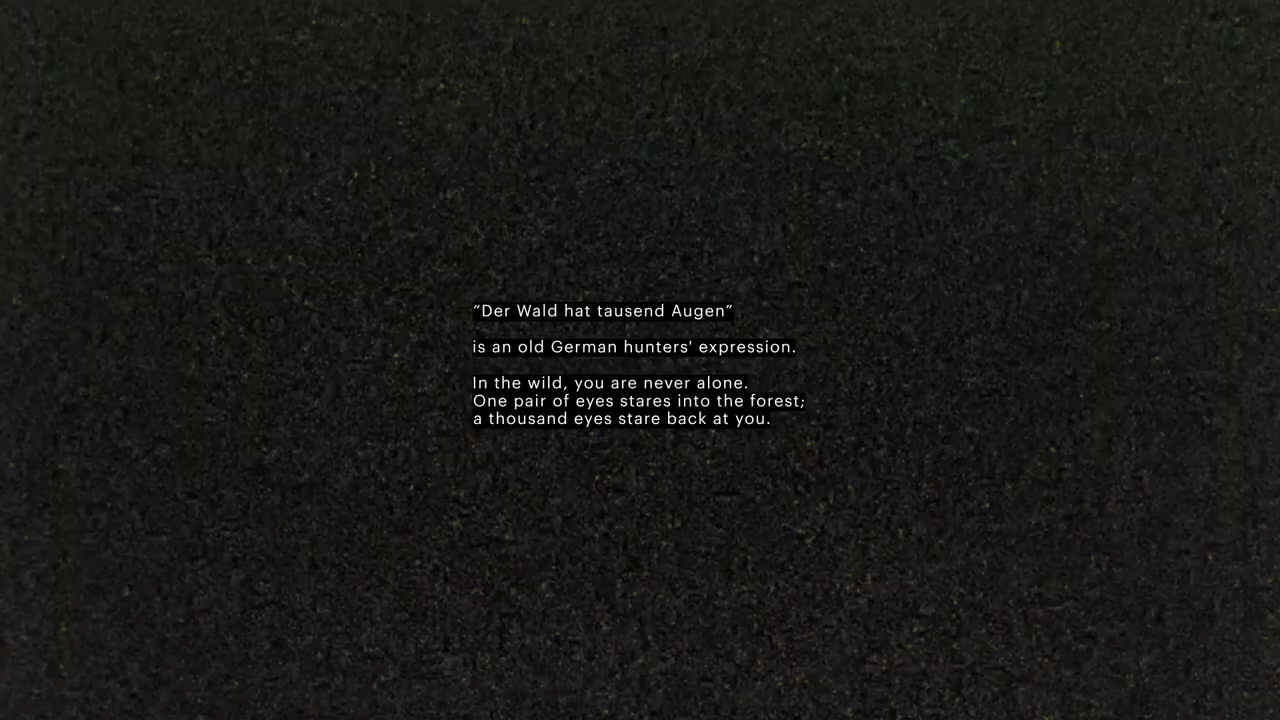 “Der Wald hat tausend Augen”
is an old German hunters' expression.
In the wild, you are never alone.
One pair of eyes stares into the forest;
a thousand eyes stare back at you.